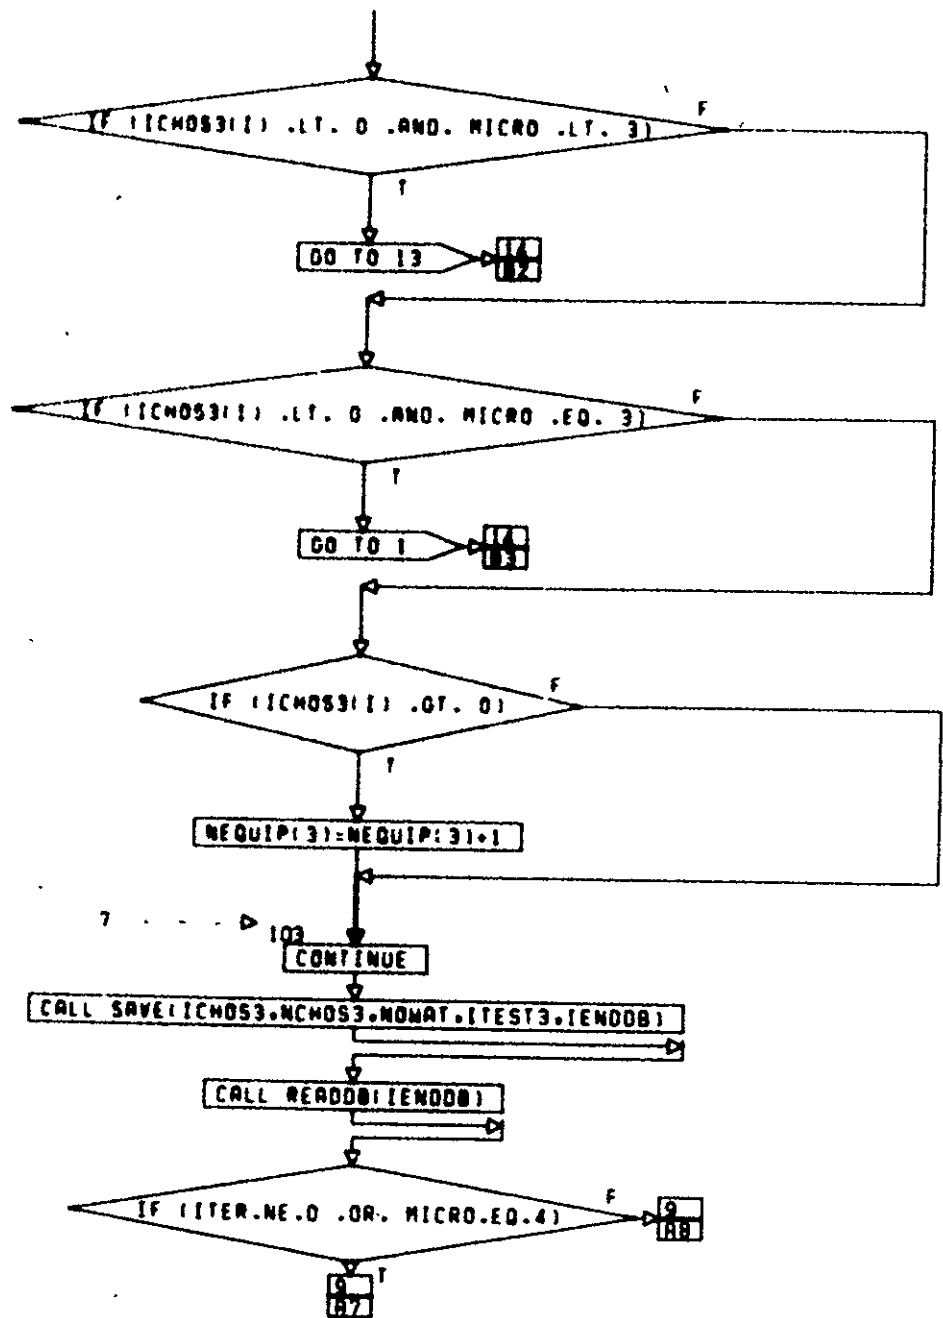 IF (ICHOS3(I) .LT. 0 .AND. MICRO .LT. 3)
F
T
GO TO 13
14
B2
IF (ICHOS3(I) .LT. 0 .AND. MICRO .EQ. 3)
F
T
GO TO 1
14
B3
IF (ICHOS3(I) .GT. 0)
F
T
NEQUIP(3)=NEQUIP(3)+1
7
103
CONTINUE
CALL SAVE(ICHOS3,NCHOS3,NOMAT,ITEST3,IENDDB)
CALL READDB(IENDDB)
IF (ITER.NE.0 .OR. MICRO.EQ.4)
F
9
A8
T
9
A7